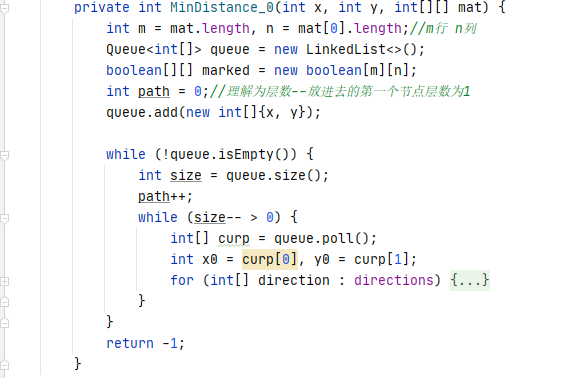 private int MinDistance_0(int x, int y, int[][] mat) {
    int m = mat.length, n = mat[0].length;//m行 n列
    Queue<int[]> queue = new LinkedList<>();
    boolean[][] marked = new boolean[m][n];
    int path = 0;//理解为层数--放进去的第一个节点层数为1
    queue.add(new int[]{x, y});

    while (!queue.isEmpty()) {
        int size = queue.size();
        path++;
        while (size-- > 0) {
            int[] curp = queue.poll();
            int x0 = curp[0], y0 = curp[1];
            for (int[] direction : directions) {...}
        }
    }
    return -1;
}